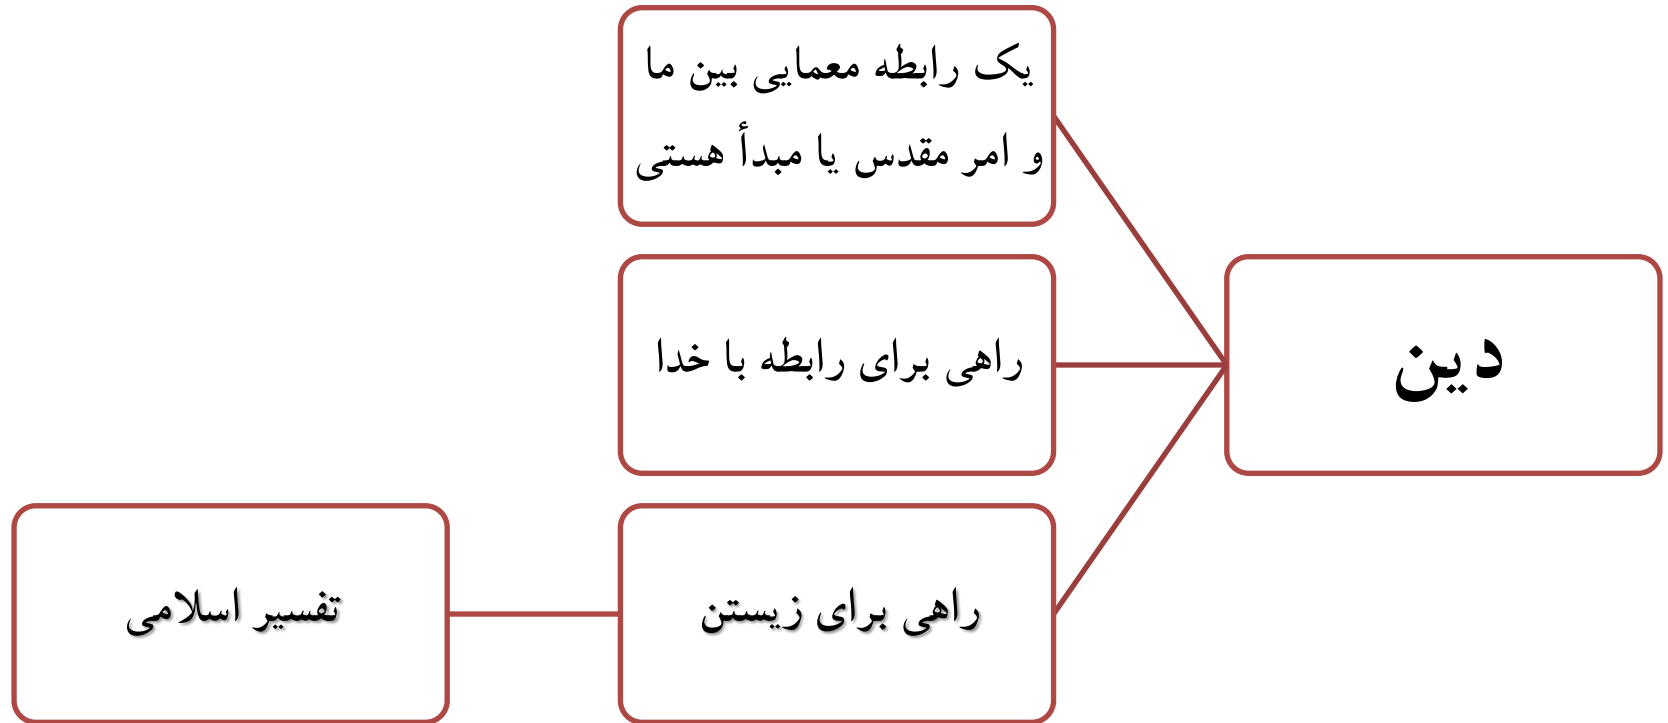 دین
یک رابطه معمایی بین ما
و امر مقدس یا مبدأ هستی
راهی برای رابطه با خدا
راهی برای زیستن
تفسیر اسلامی